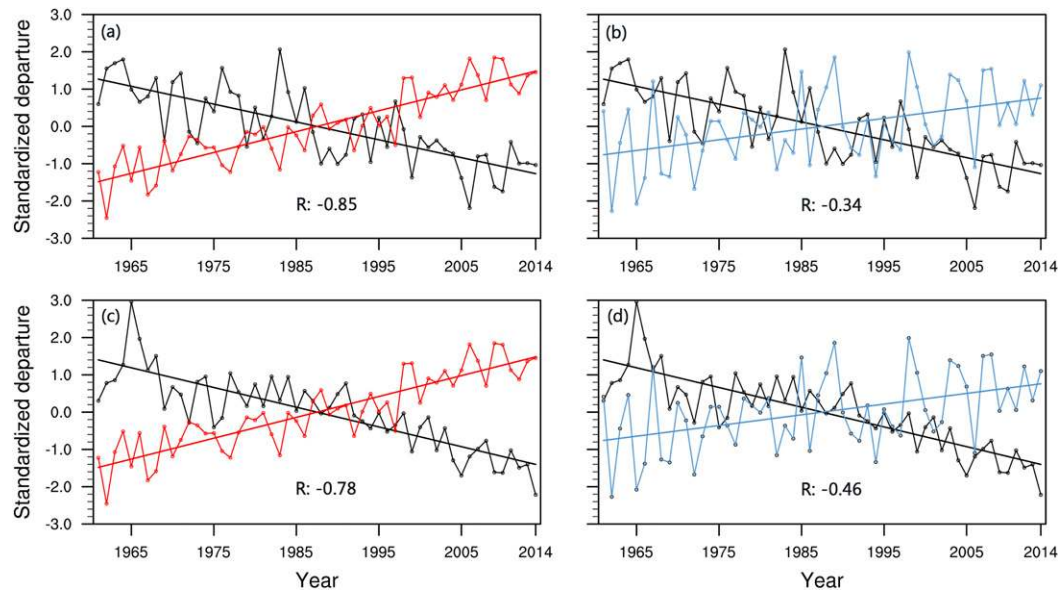 (a)
(b)
Standardized departure
3.0
2.0
1.0
0.0
-1.0
-2.0
-3.0
R: -0.85
R: -0.34
1965 1975 1985 1995 2005 2014
1965 1975 1985 1995 2005 2014
(c)
(d)
Standardized departure
3.0
2.0
1.0
0.0
-1.0
-2.0
-3.0
R: -0.78
R: -0.46
1965 1975 1985 1995 2005 2014
1965 1975 1985 1995 2005 2014
Year
Year